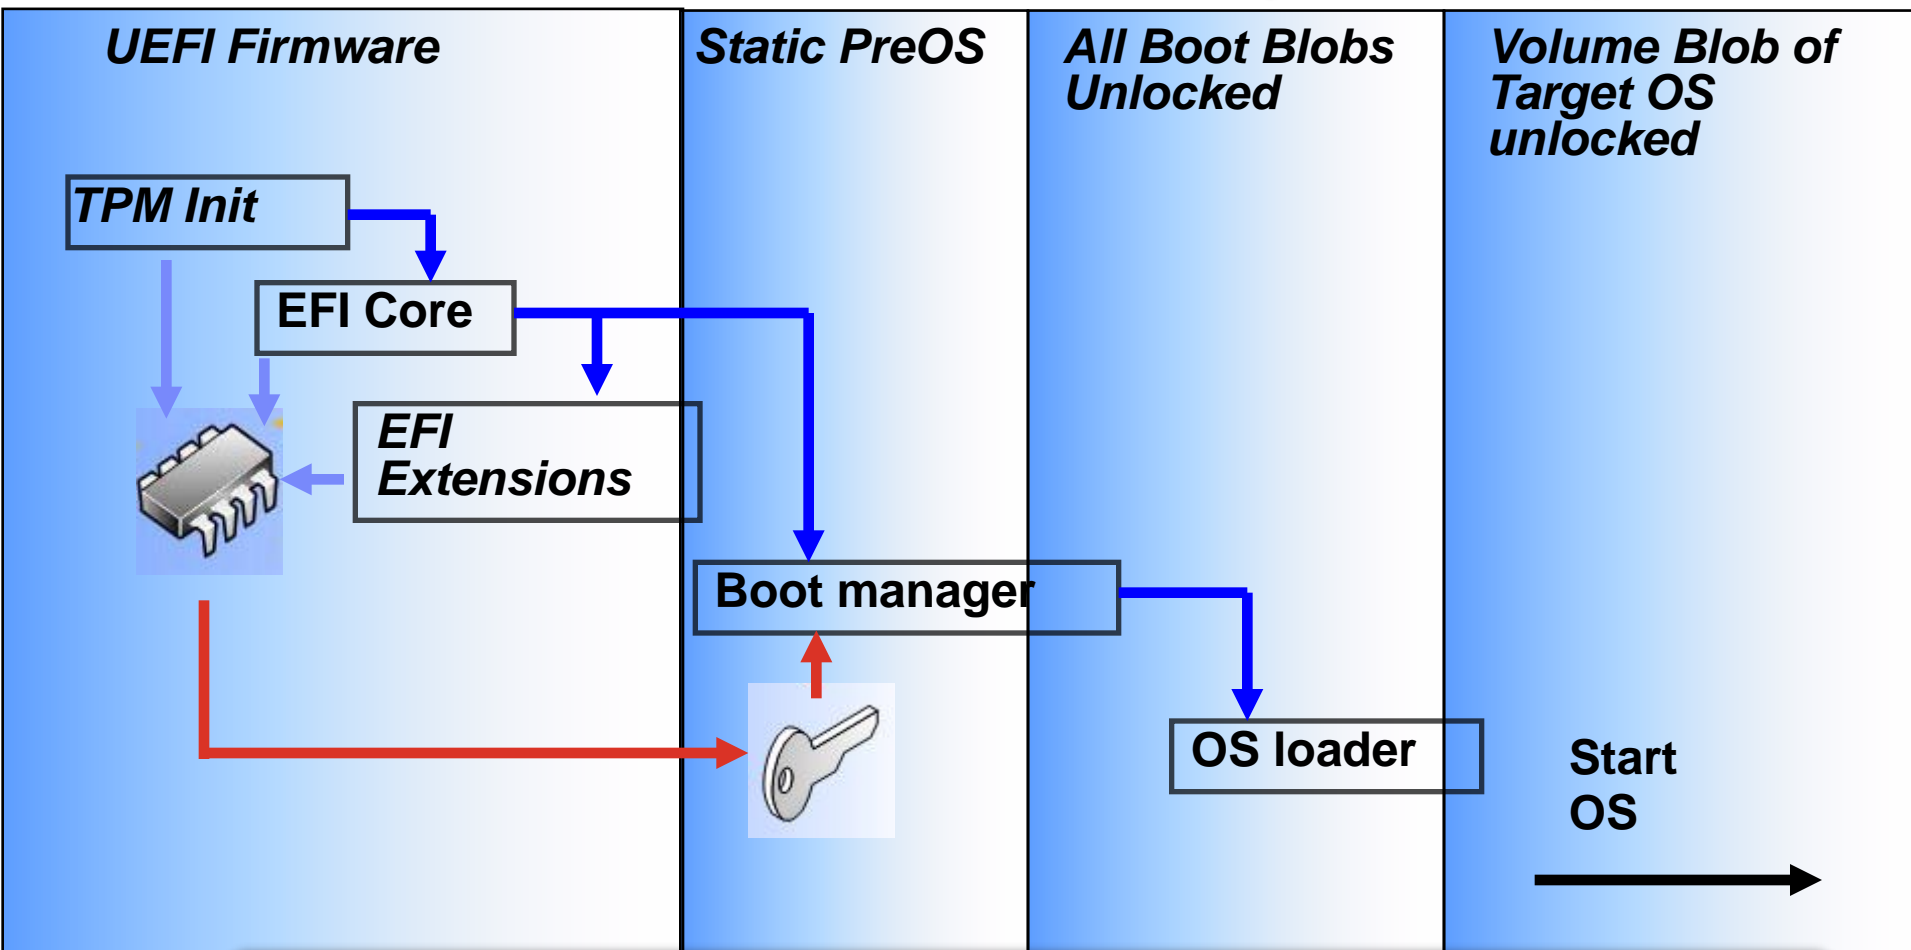 UEFI Firmware
Static PreOS
All Boot Blobs
Unlocked
Volume Blob of
Target OS
unlocked
TPM Init
EFI Core
EFI
Extensions
Boot manager
OS loader
Start
OS